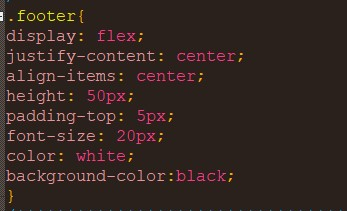 .footer{
display: flex;
justify-content: center;
align-items: center;
height: 50px;
padding-top: 5px;
font-size: 20px;
color: white;
background-color:black;
}